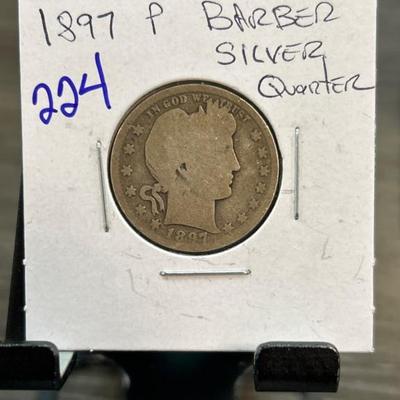 1897 P BARBER
SILVER
QUARTER
224
IN GOD WE TRUST
1897